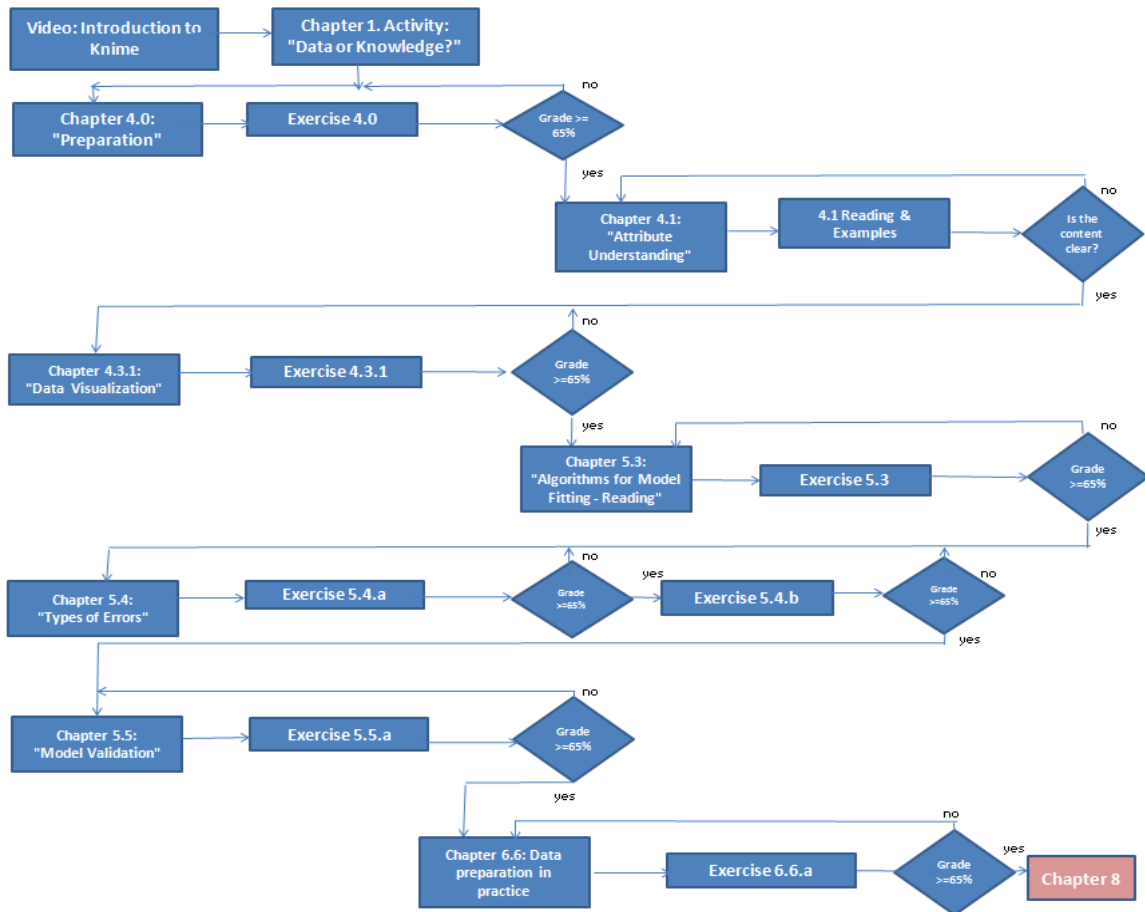 Video: Introduction to
Knime
Chapter 1. Activity:
"Data or Knowledge?"
no
Chapter 4.0:
"Preparation"
Exercise 4.0
Grade >=
65%
yes
no
Chapter 4.1:
"Attribute
Understanding"
4.1 Reading &
Examples
Is the
content
clear?
yes
no
Chapter 4.3.1:
"Data Visualization"
Exercise 4.3.1
Grade
>=65%
yes
no
Chapter 5.3:
"Algorithms for Model
Fitting - Reading"
Exercise 5.3
Grade
>=65%
yes
no
Chapter 5.4:
"Types of Errors"
Exercise 5.4.a
Grade
>=65%
yes
Exercise 5.4.b
Grade
>=65%
no
yes
no
Chapter 5.5:
"Model Validation"
Exercise 5.5.a
Grade
>=65%
yes
no
Chapter 6.6: Data
preparation in
practice
Exercise 6.6.a
Grade
>=65%
yes
Chapter 8